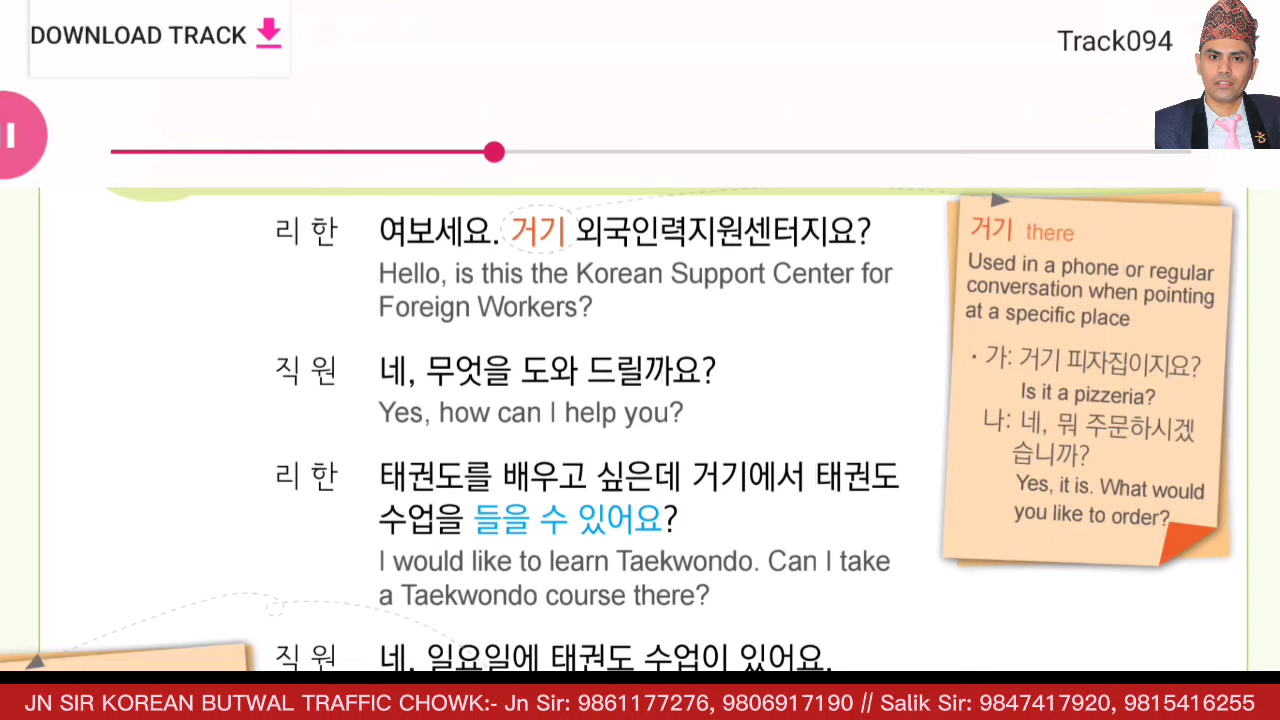 DOWNLOAD TRACK
Track094
리 한 여보세요. 거기 외국인력지원센터지요?
Hello, is this the Korean Support Center for
Foreign Workers?
직 원 네, 무엇을 도와 드릴까요?
Yes, how can I help you?
리 한 태권도를 배우고 싶은데 거기에서 태권도
수업을 들을 수 있어요?
I would like to learn Taekwondo. Can I take
a Taekwondo course there?
직 원 네, 일요일에 태권도 수업이 있어요.
거기 there
Used in a phone or regular
conversation when pointing
at a specific place
· 가: 거기 피자집이지요?
Is it a pizzeria?
나: 네, 뭐 주문하시겠
습니까?
Yes, it is. What would
you like to order?
JN SIR KOREAN BUTWAL TRAFFIC CHOWK:- Jn Sir: 9861177276, 9806917190 // Salik Sir: 9847417920, 9815416255